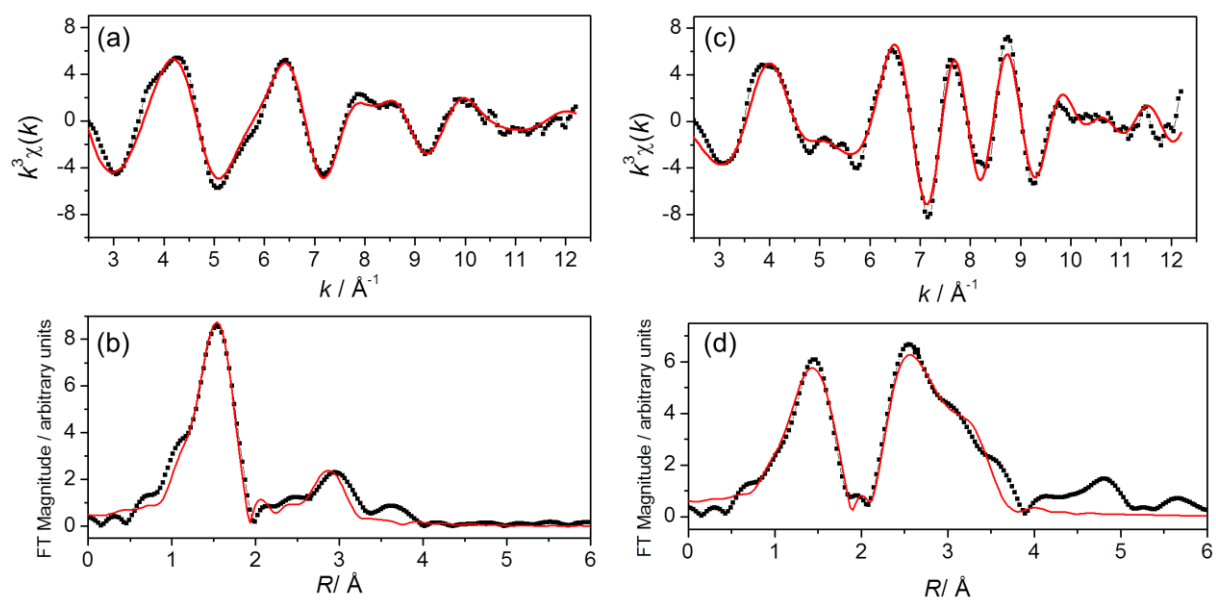 (a)
8
4
0
-4
-8
k³χ(k)
3 4 5 6 7 8 9 10 11 12
k / Å⁻¹
(b)
8
6
4
2
0
FT Magnitude / arbitrary units
0 1 2 3 4 5 6
R/ Å
(c)
8
4
0
-4
-8
k³χ(k)
3 4 5 6 7 8 9 10 11 12
k / Å⁻¹
(d)
6
4
2
0
FT Magnitude / arbitrary units
0 1 2 3 4 5 6
R/ Å